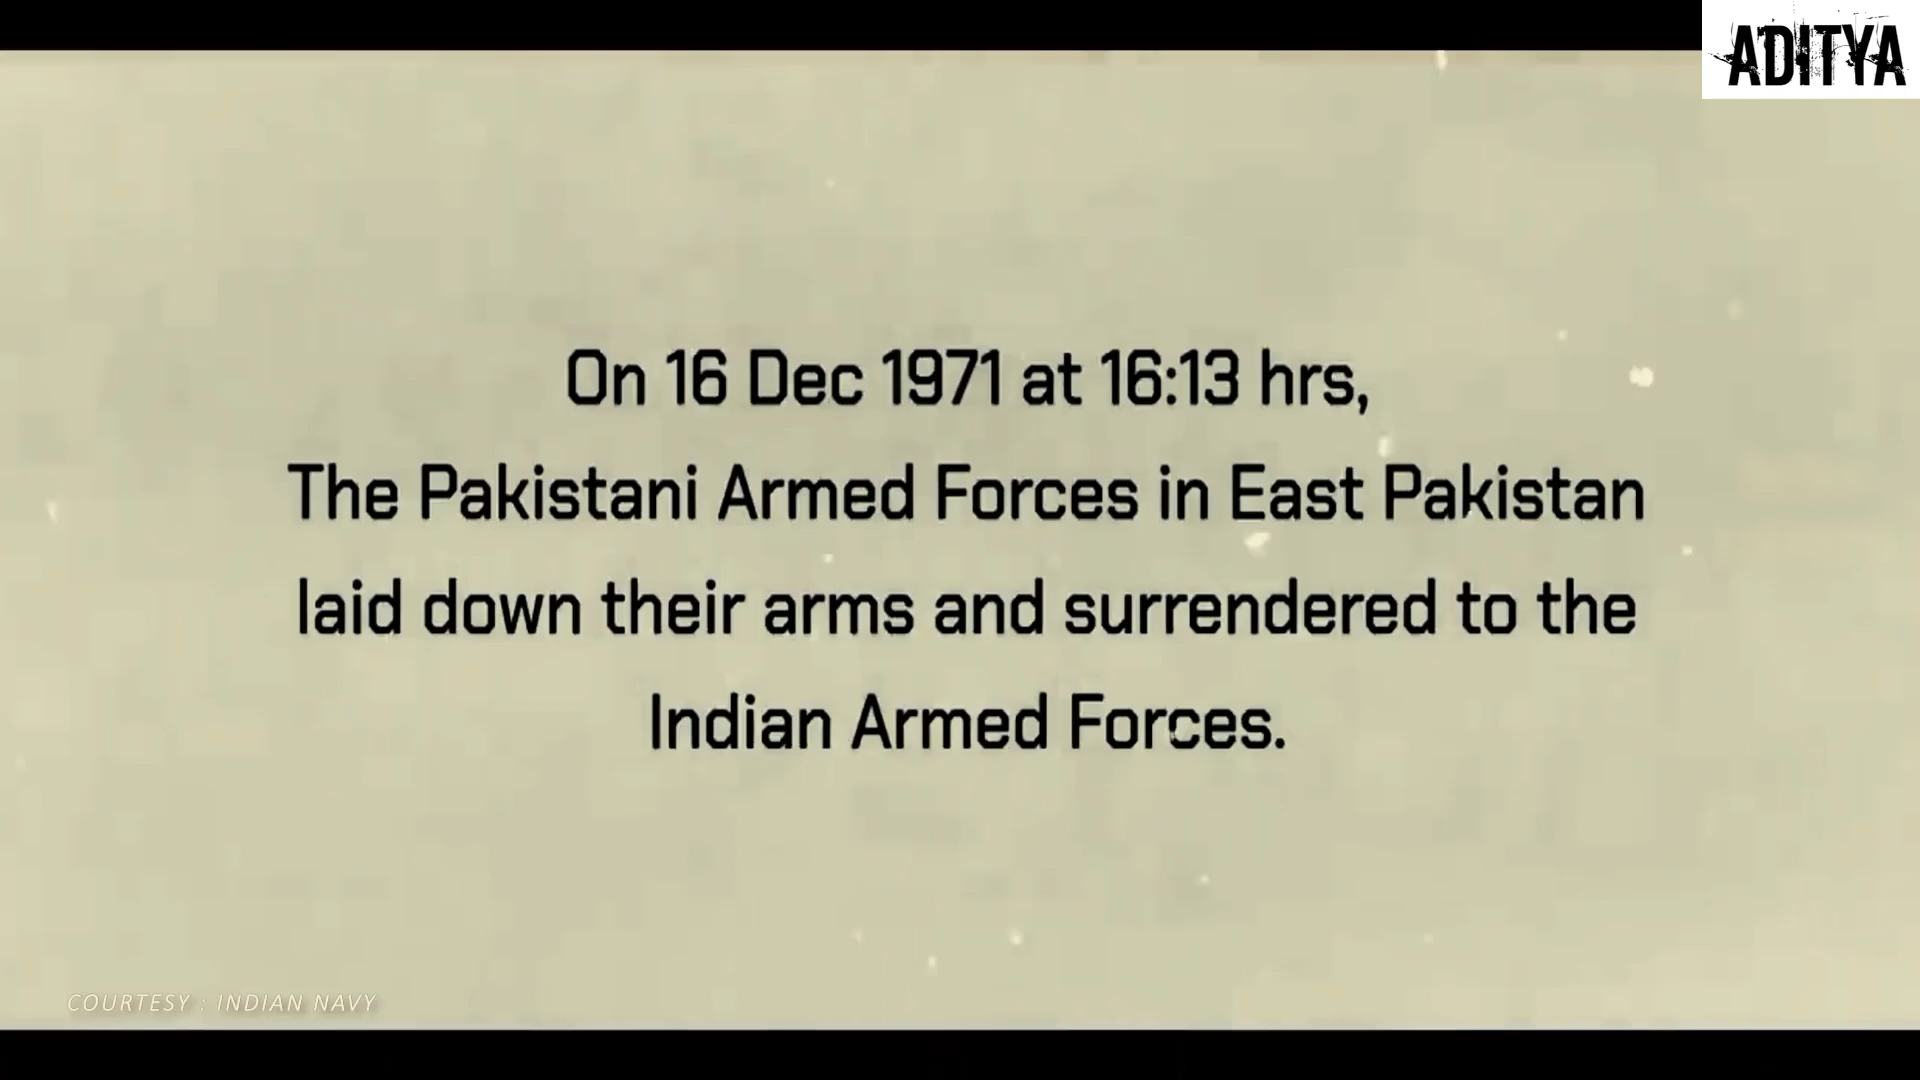 ADITYA
On 16 Dec 1971 at 16:13 hrs,
The Pakistani Armed Forces in East Pakistan
laid down their arms and surrendered to the
Indian Armed Forces.
COURTESY : INDIAN NAVY